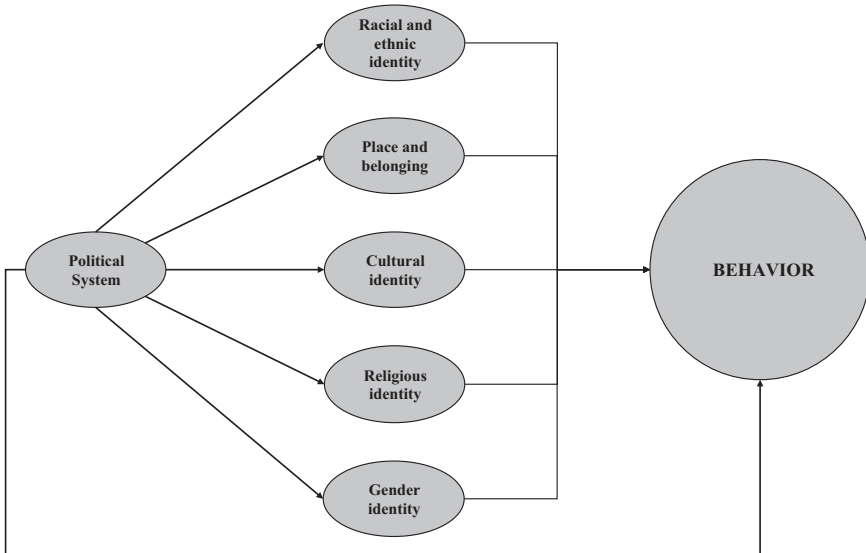 Racial and
ethnic
identity
Place and
belonging
Political
System
Cultural
identity
BEHAVIOR
Religious
identity
Gender
identity